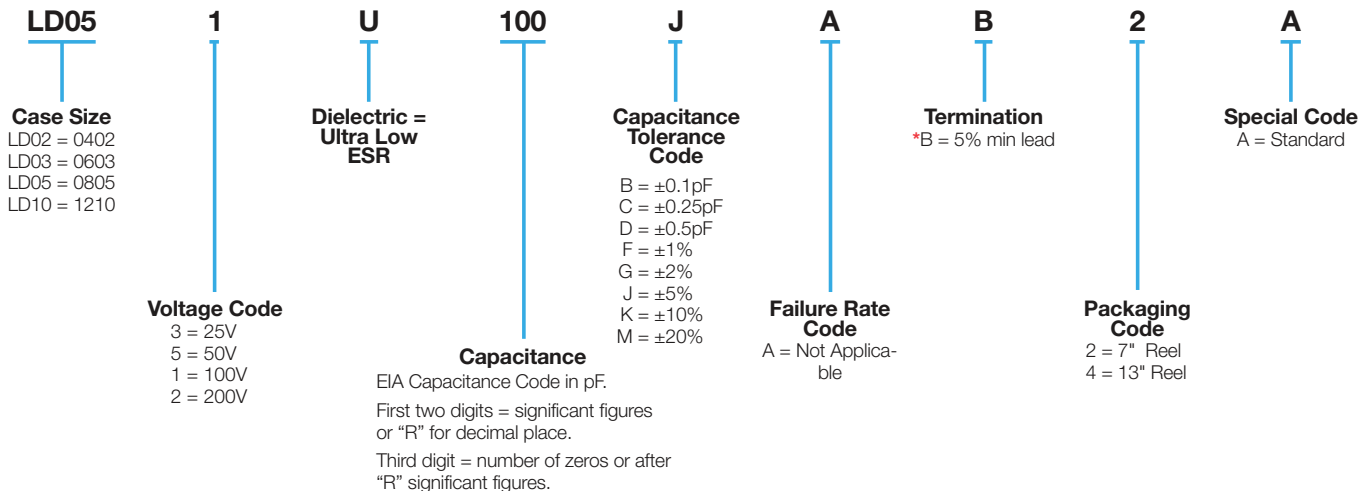 LD05 1 U 100 J A B 2 A
Case Size
LD02 = 0402
LD03 = 0603
LD05 = 0805
LD10 = 1210
Voltage Code
3 = 25V
5 = 50V
1 = 100V
2 = 200V
Dielectric =
Ultra Low
ESR
Capacitance
EIA Capacitance Code in pF.
First two digits = significant figures
or “R” for decimal place.
Third digit = number of zeros or after
“R” significant figures.
Capacitance
Tolerance
Code
B = ±0.1pF
C = ±0.25pF
D = ±0.5pF
F = ±1%
G = ±2%
J = ±5%
K = ±10%
M = ±20%
Failure Rate
Code
A = Not Applica-
ble
Termination
*B = 5% min lead
Packaging
Code
2 = 7" Reel
4 = 13" Reel
Special Code
A = Standard